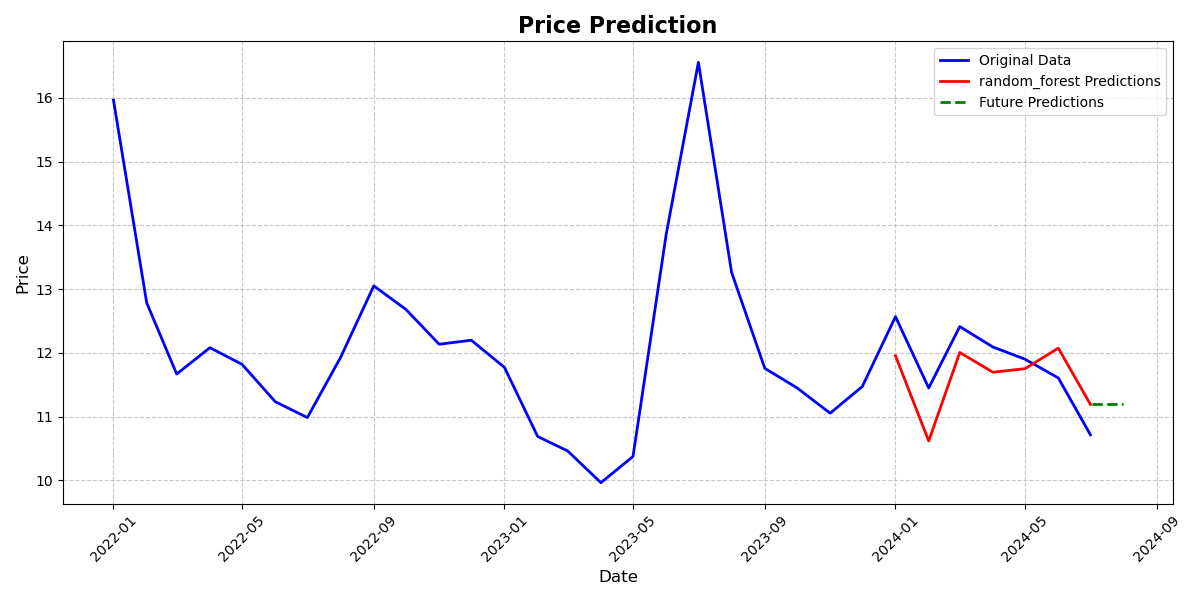 Price Prediction
Original Data
random_forest Predictions
Future Predictions
Price
16
15
14
13
12
11
10
2022-01
2022-05
2022-09
2023-01
2023-05
2023-09
2024-01
2024-05
2024-09
Date